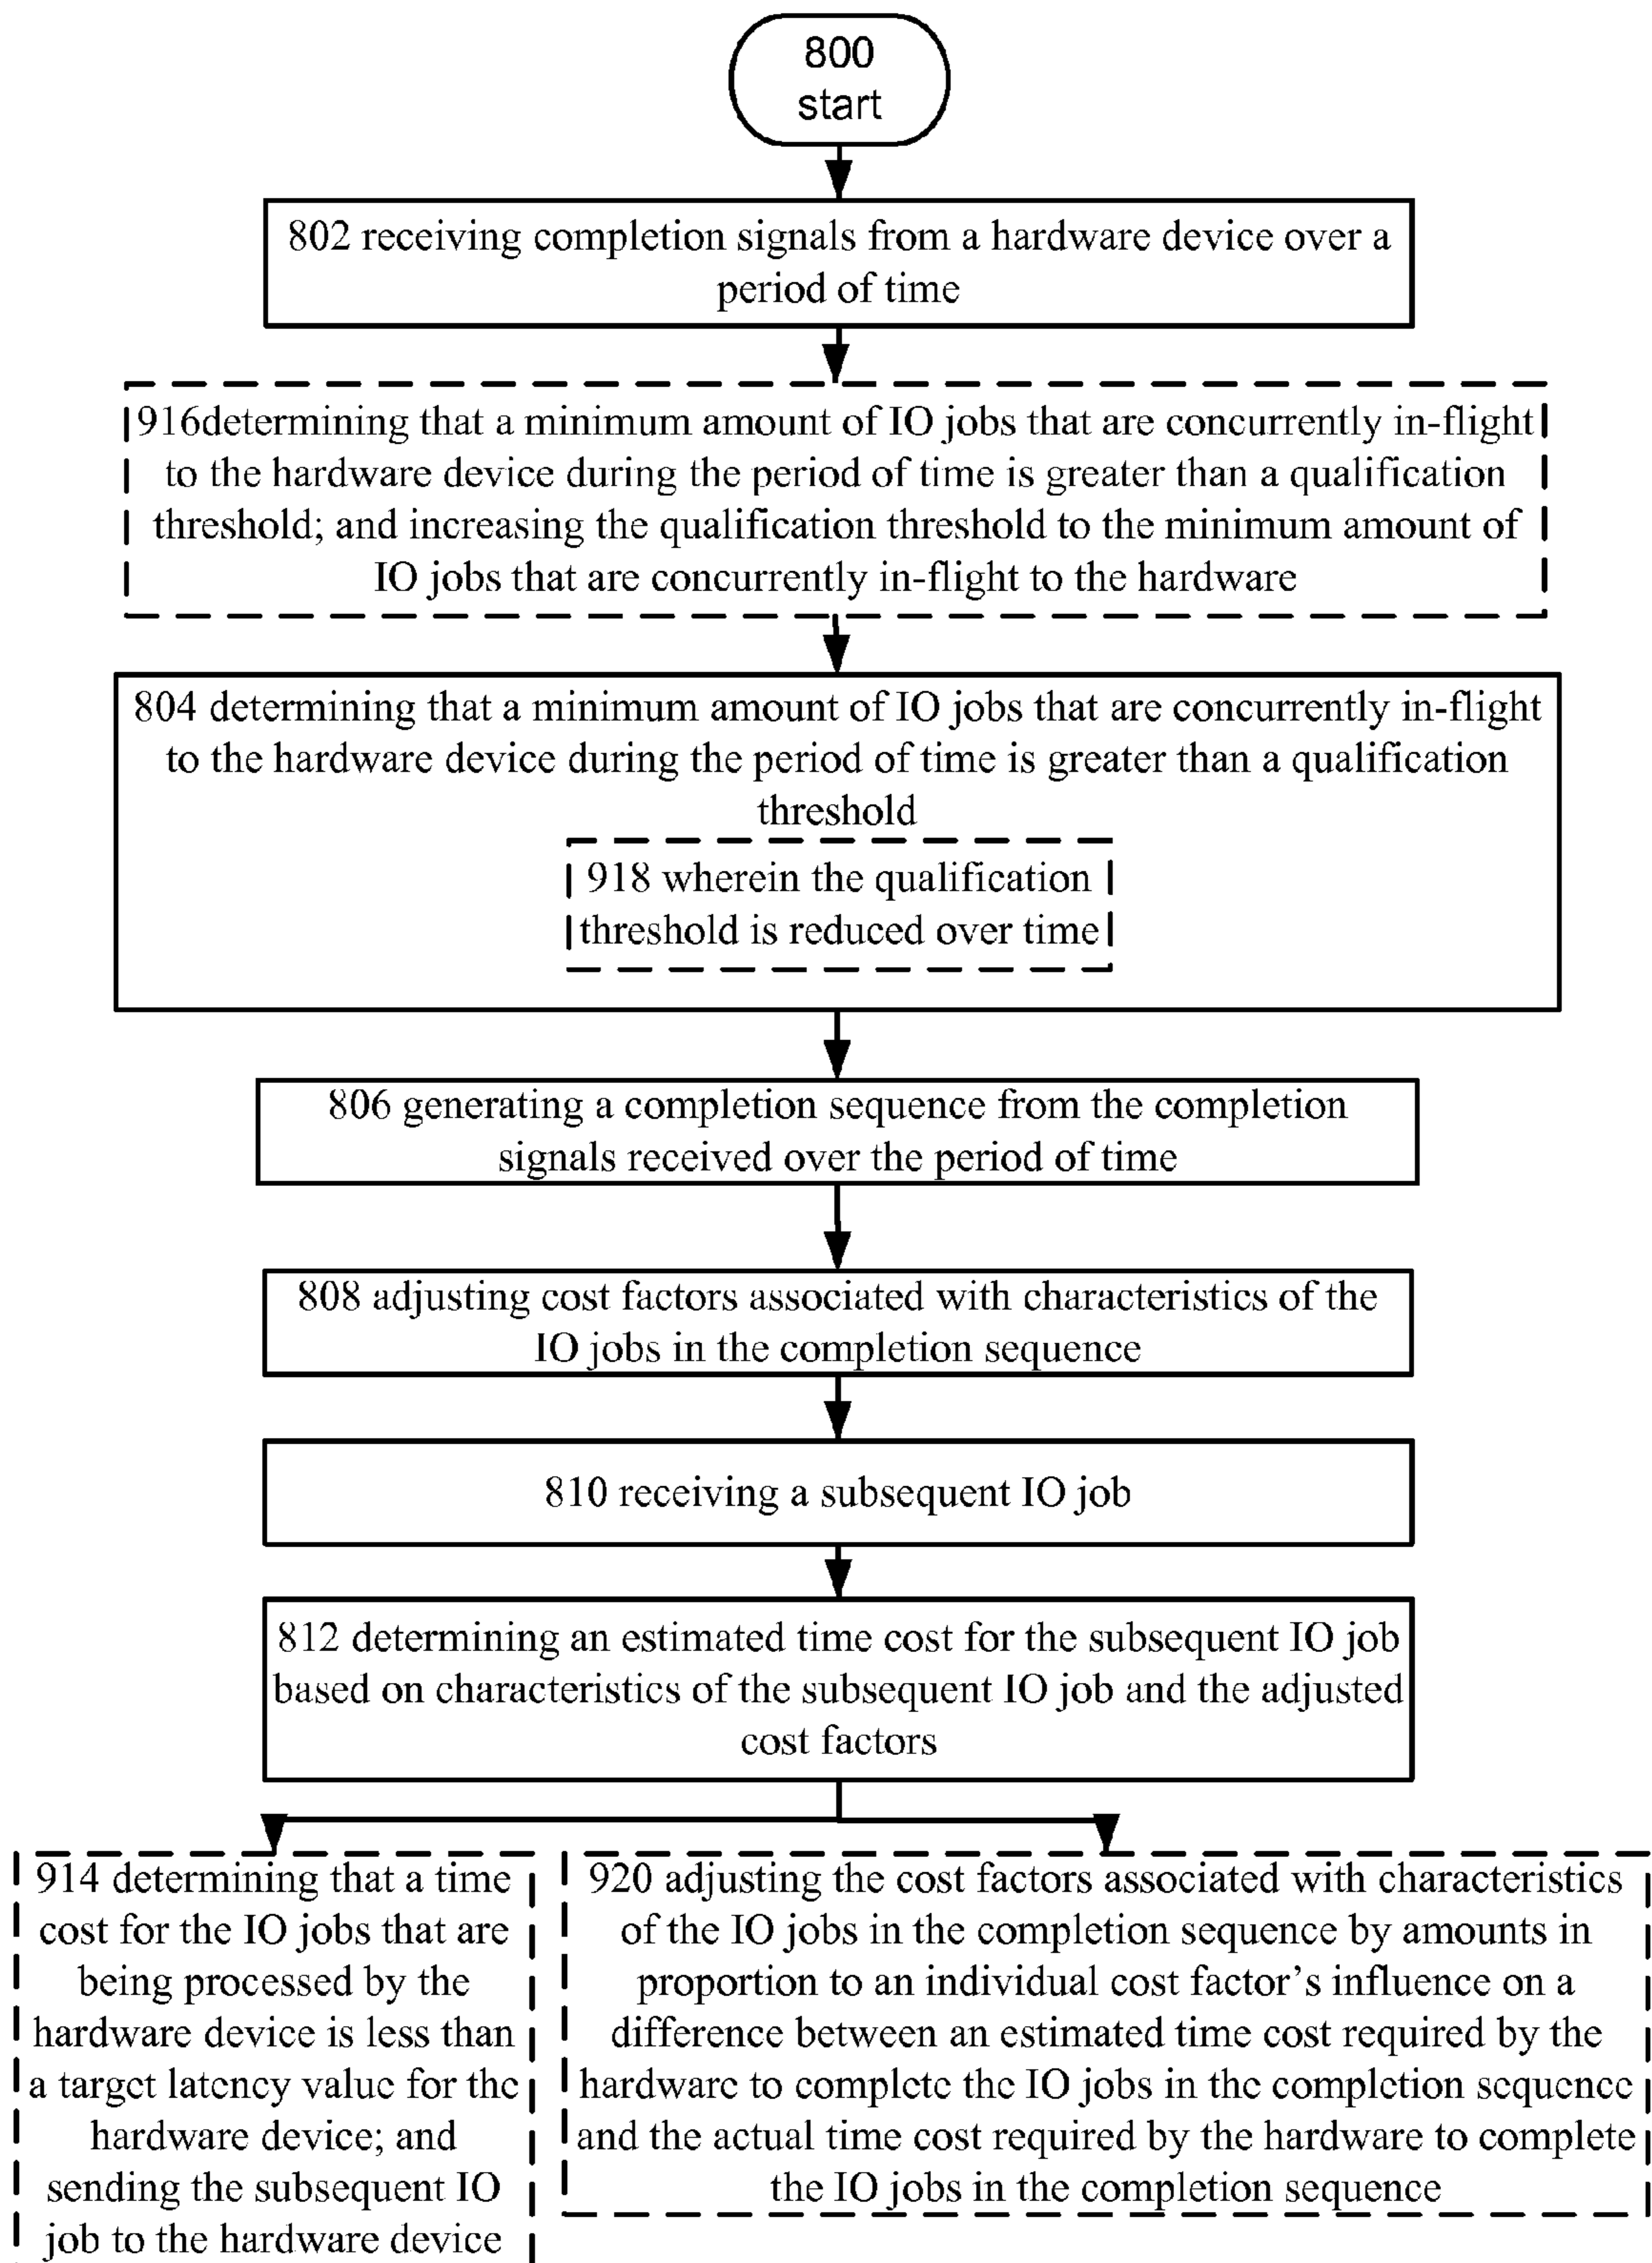 800
start
802 receiving completion signals from a hardware device over a
period of time
916determining that a minimum amount of IO jobs that are concurrently in-flight
to the hardware device during the period of time is greater than a qualification
threshold; and increasing the qualification threshold to the minimum amount of
IO jobs that are concurrently in-flight to the hardware
804 determining that a minimum amount of IO jobs that are concurrently in-flight
to the hardware device during the period of time is greater than a qualification
threshold
918 wherein the qualification
threshold is reduced over time
806 generating a completion sequence from the completion
signals received over the period of time
808 adjusting cost factors associated with characteristics of the
IO jobs in the completion sequence
810 receiving a subsequent IO job
812 determining an estimated time cost for the subsequent IO job
based on characteristics of the subsequent IO job and the adjusted
cost factors
914 determining that a time
cost for the IO jobs that are
being processed by the
hardware device is less than
a target latency value for the
hardware device; and
sending the subsequent IO
job to the hardware device
920 adjusting the cost factors associated with characteristics
of the IO jobs in the completion sequence by amounts in
proportion to an individual cost factor's influence on a
difference between an estimated time cost required by the
hardware to complete the IO jobs in the completion sequence
and the actual time cost required by the hardware to complete
the IO jobs in the completion sequence